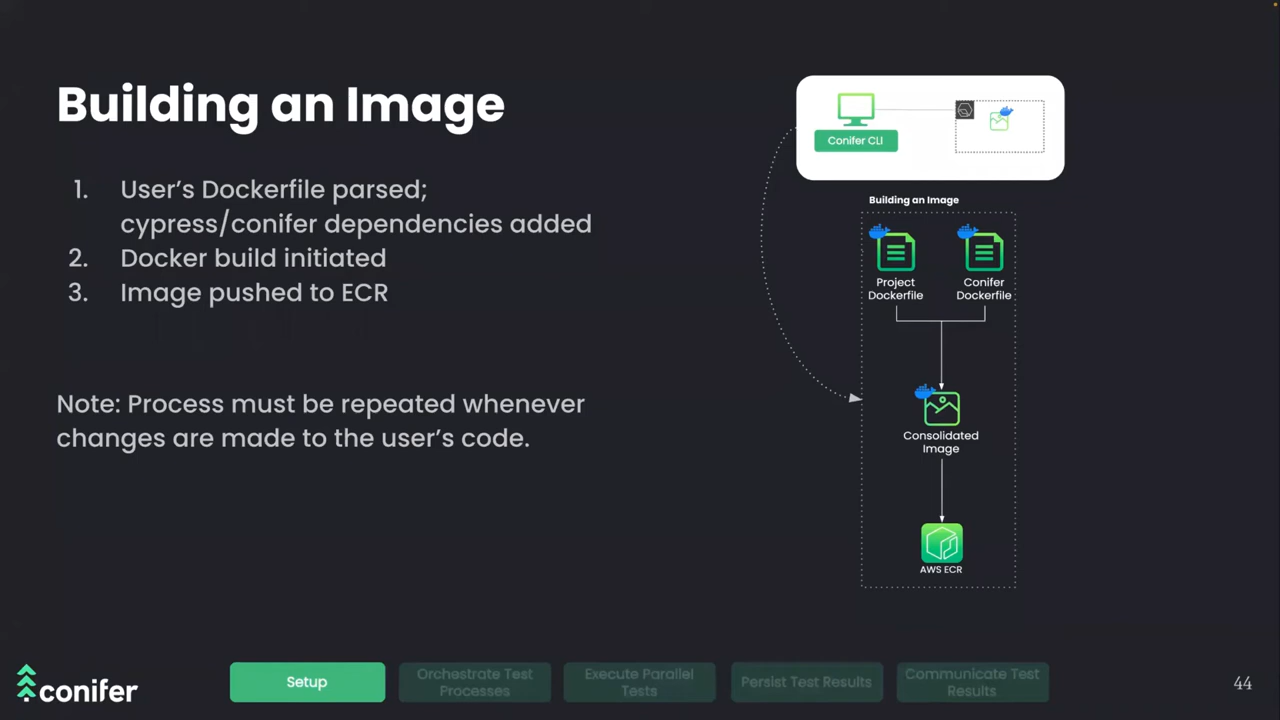 Building an Image
1. User's Dockerfile parsed;
cypress/conifer dependencies added
2. Docker build initiated
3. Image pushed to ECR
Note: Process must be repeated whenever
changes are made to the user's code.
Conifer CLI
Building an Image
Project
Dockerfile
Conifer
Dockerfile
Consolidated
Image
AWS ECR
conifer
Setup
Orchestrate Test
Processes
Execute Parallel
Tests
Persist Test Results
Communicate Test
Results
44